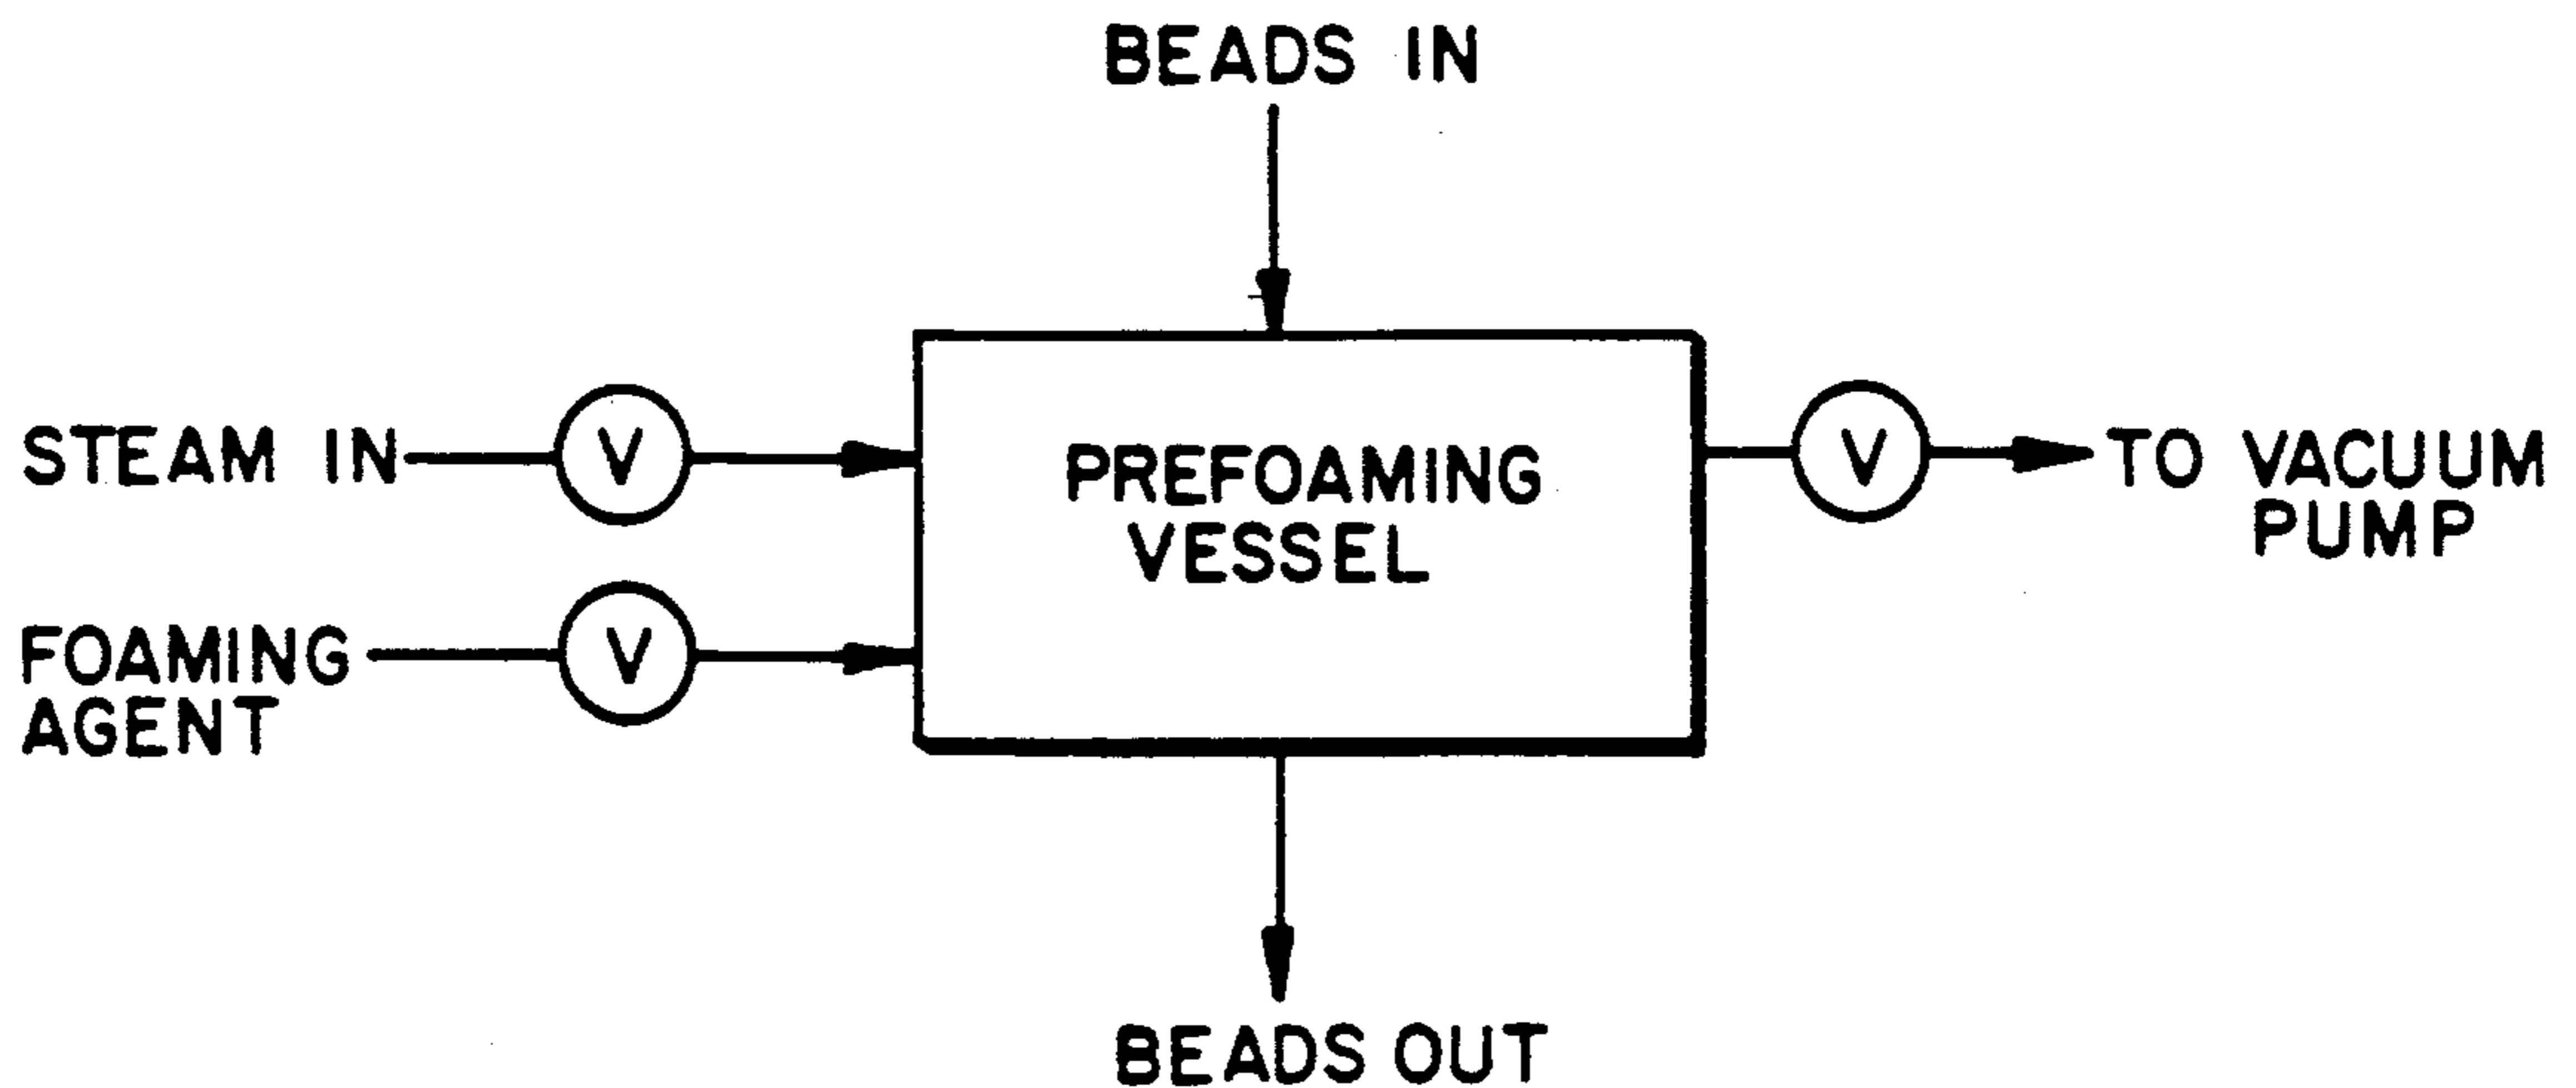 BEADS IN
STEAM IN
V
PREFOAMING
VESSEL
V
TO VACUUM
PUMP
FOAMING
AGENT
V
BEADS OUT